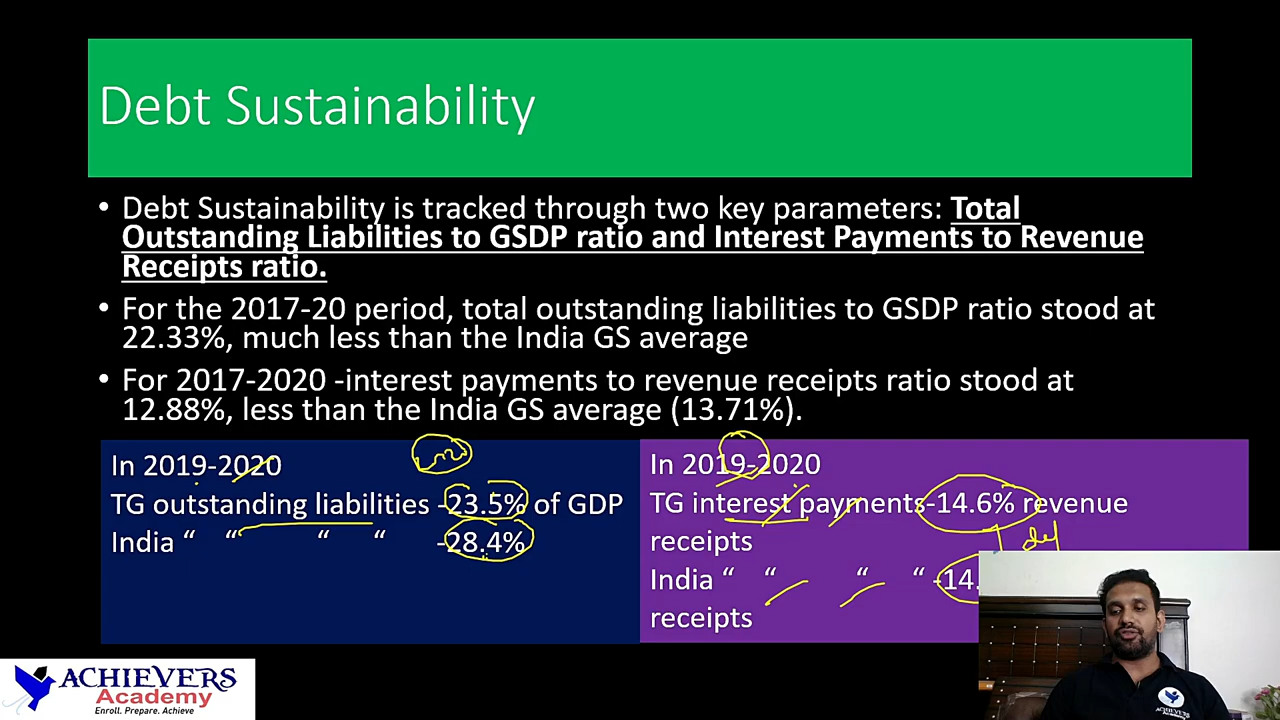 Debt Sustainability
• Debt Sustainability is tracked through two key parameters: Total
Outstanding Liabilities to GSDP ratio and Interest Payments to Revenue
Receipts ratio.
• For the 2017-20 period, total outstanding liabilities to GSDP ratio stood at
22.33%, much less than the India GS average
• For 2017-2020 -interest payments to revenue receipts ratio stood at
12.88%, less than the India GS average (13.71%).
In 2019-2020
TG outstanding liabilities -23.5% of GDP
India “ “ “ “ -28.4%
In 2019-2020
TG interest payments-14.6% revenue
receipts
India “ “ “ “ -14.
receipts
ACHIEVERS
Academy
Enroll. Prepare. Achieve
ACHIEVERS